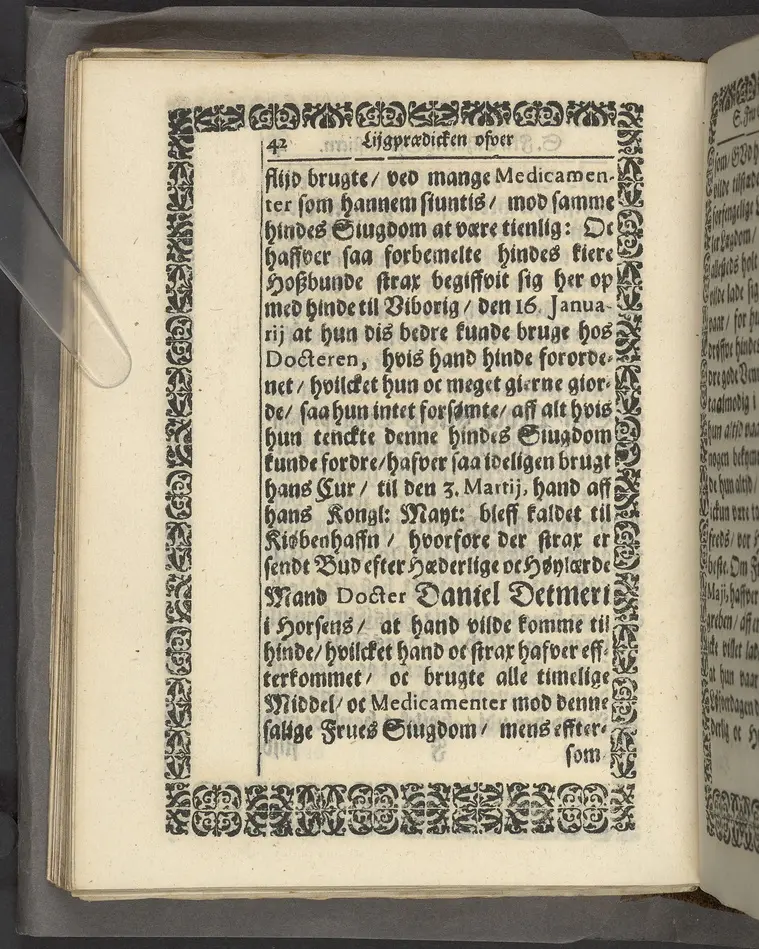 42 Lijgprædicken ofver
flijd brugte / ved mange Medicamen-
ter som hannem siuntis / mod samme
hindes Siugdom at være tienlig: Oc
haffver saa forbemelte hindes kiere
Hoßbunde strax begiffvit sig her op
med hinde til Viborig / den 16. Janua-
rij at hun dis bedre kunde bruge hos
Docteren, hvis hand hinde fororde-
net / hvilcket hun oc meget gierne gior-
de / saa hun intet forsømte / aff alt hvis
hun tenckte denne hindes Siugdom
kunde fordre / hafver saa ideligen brugt
hans Cur / til den 3. Martij, hand aff
hans Kongl: Mayt: bleff kaldet til
Kiøbenhaffn / hvorfore der strax er
sendt Bud efter Hæderlige oc Høylærde
Mand Docter Daniel Detmeri
i Horsens / at hand vilde komme til
hinde / hvilcket hand oc strax hafver eff-
terkommet / oc brugte alle timelige
Middel / oc Medicamenter mod denne
salige Frues Siugdom / mens effter-
som